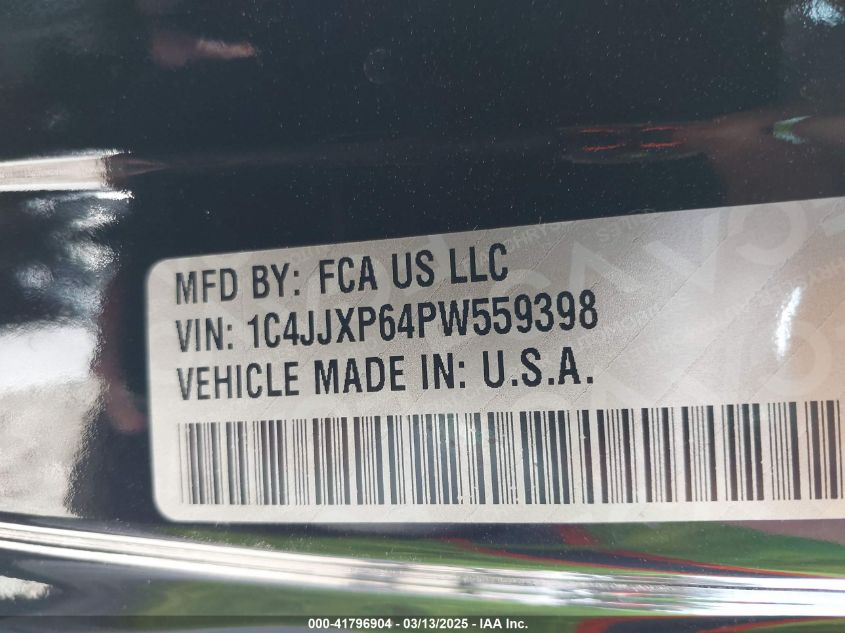 MFD BY: FCA US LLC
VIN: 1C4JJXP64PW559398
VEHICLE MADE IN: U.S.A.
000-41796904 - 03/13/2025 - IAA Inc.